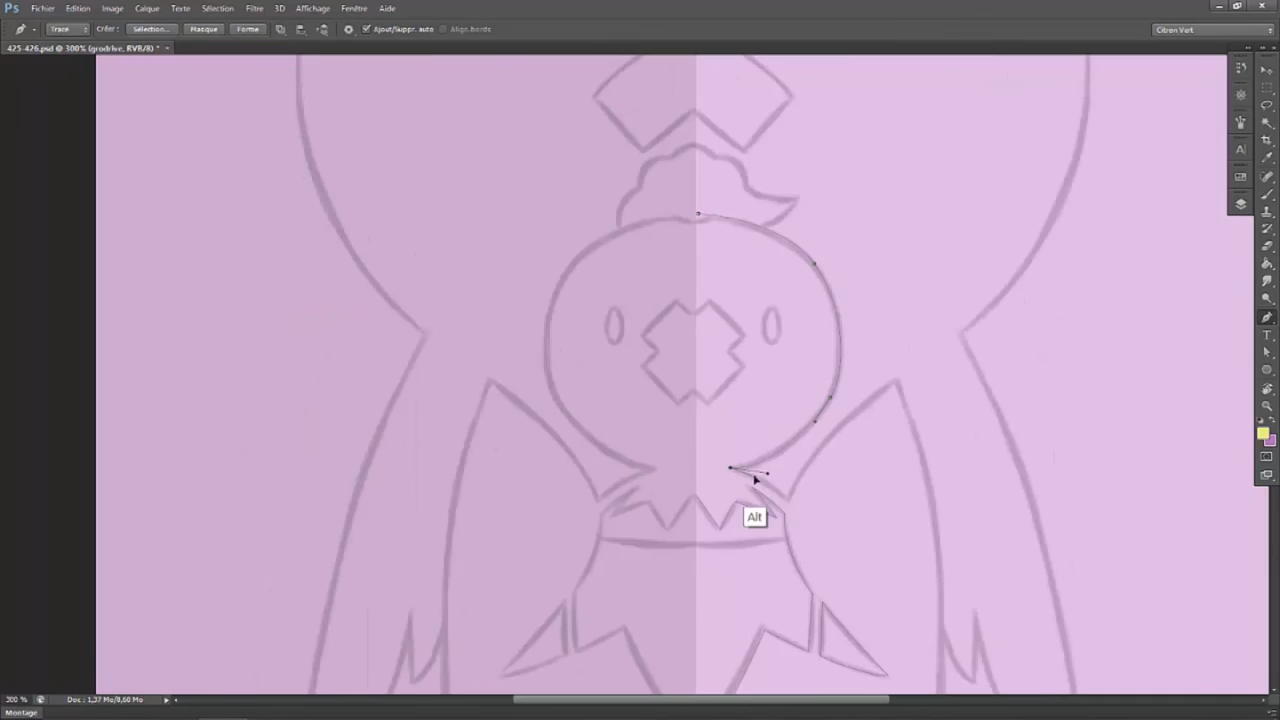 Ps Fichier Edition Image Calque Texte Sélection Filtre 3D Affichage Fenêtre Aide
Tracé Créer : Sélection... Masque Forme Ajout/Suppr. auto Align. bords Citron Vert
425-426.psd @ 300% (grodrive, RVB/8) * ×
Alt
300 % Doc : 1,37 Mo/8,60 Mo
Montage